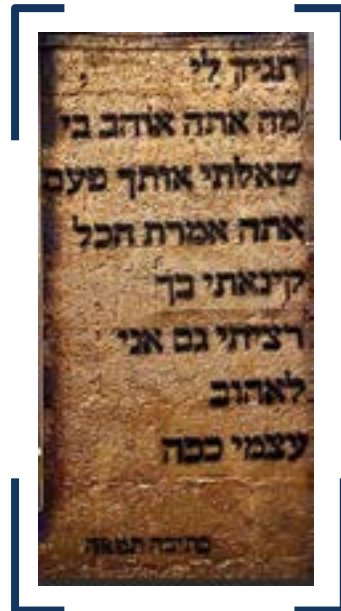 תגיד לי
מה אתה אוהב בי
שאלתי אותך פעם
אתה אמרת הכל
קינאתי בך
רציתי גם אני
לאהוב
עצמי ככה